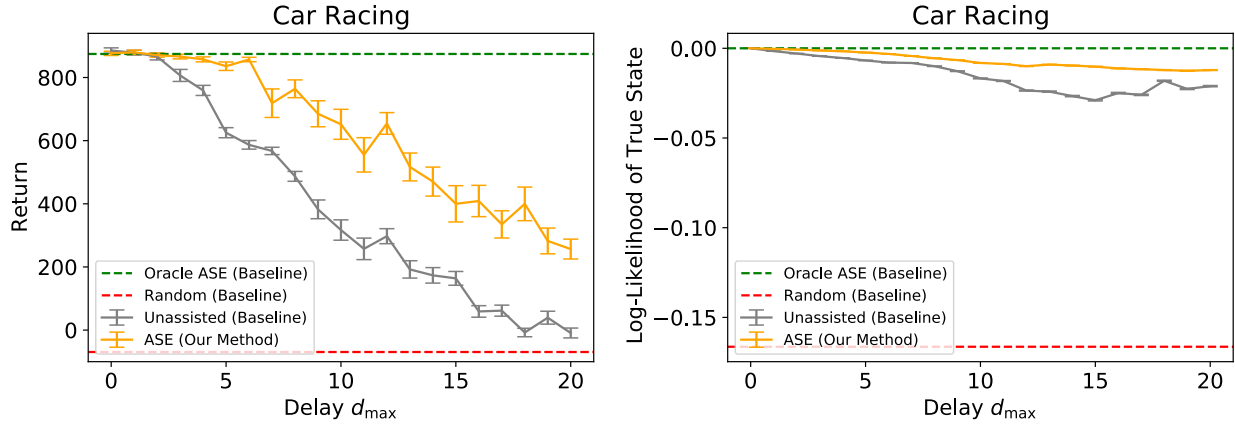 Car Racing
Return
800
600
400
200
0
Oracle ASE (Baseline)
Random (Baseline)
Unassisted (Baseline)
ASE (Our Method)
0 5 10 15 20
Delay d_max
Car Racing
Log-Likelihood of True State
0.00
−0.05
−0.10
−0.15
Oracle ASE (Baseline)
Random (Baseline)
Unassisted (Baseline)
ASE (Our Method)
0 5 10 15 20
Delay d_max